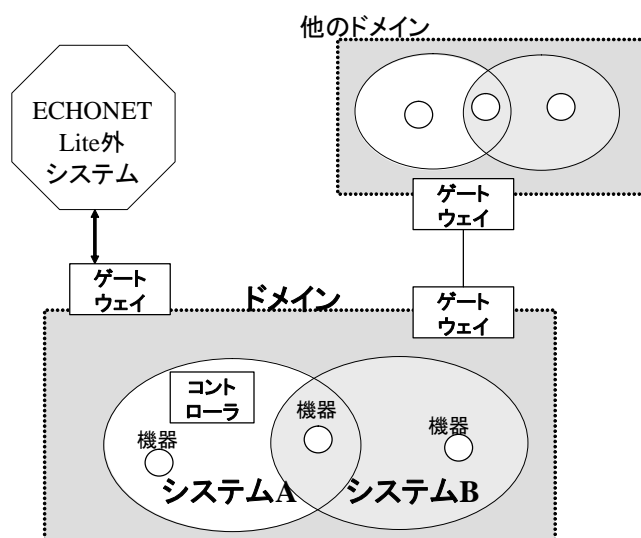 他のドメイン
ECHONET
Lite外
システム
ゲート
ウェイ
ゲート
ウェイ
ドメイン
ゲート
ウェイ
コント
ローラ
機器
機器
機器
システムA
システムB